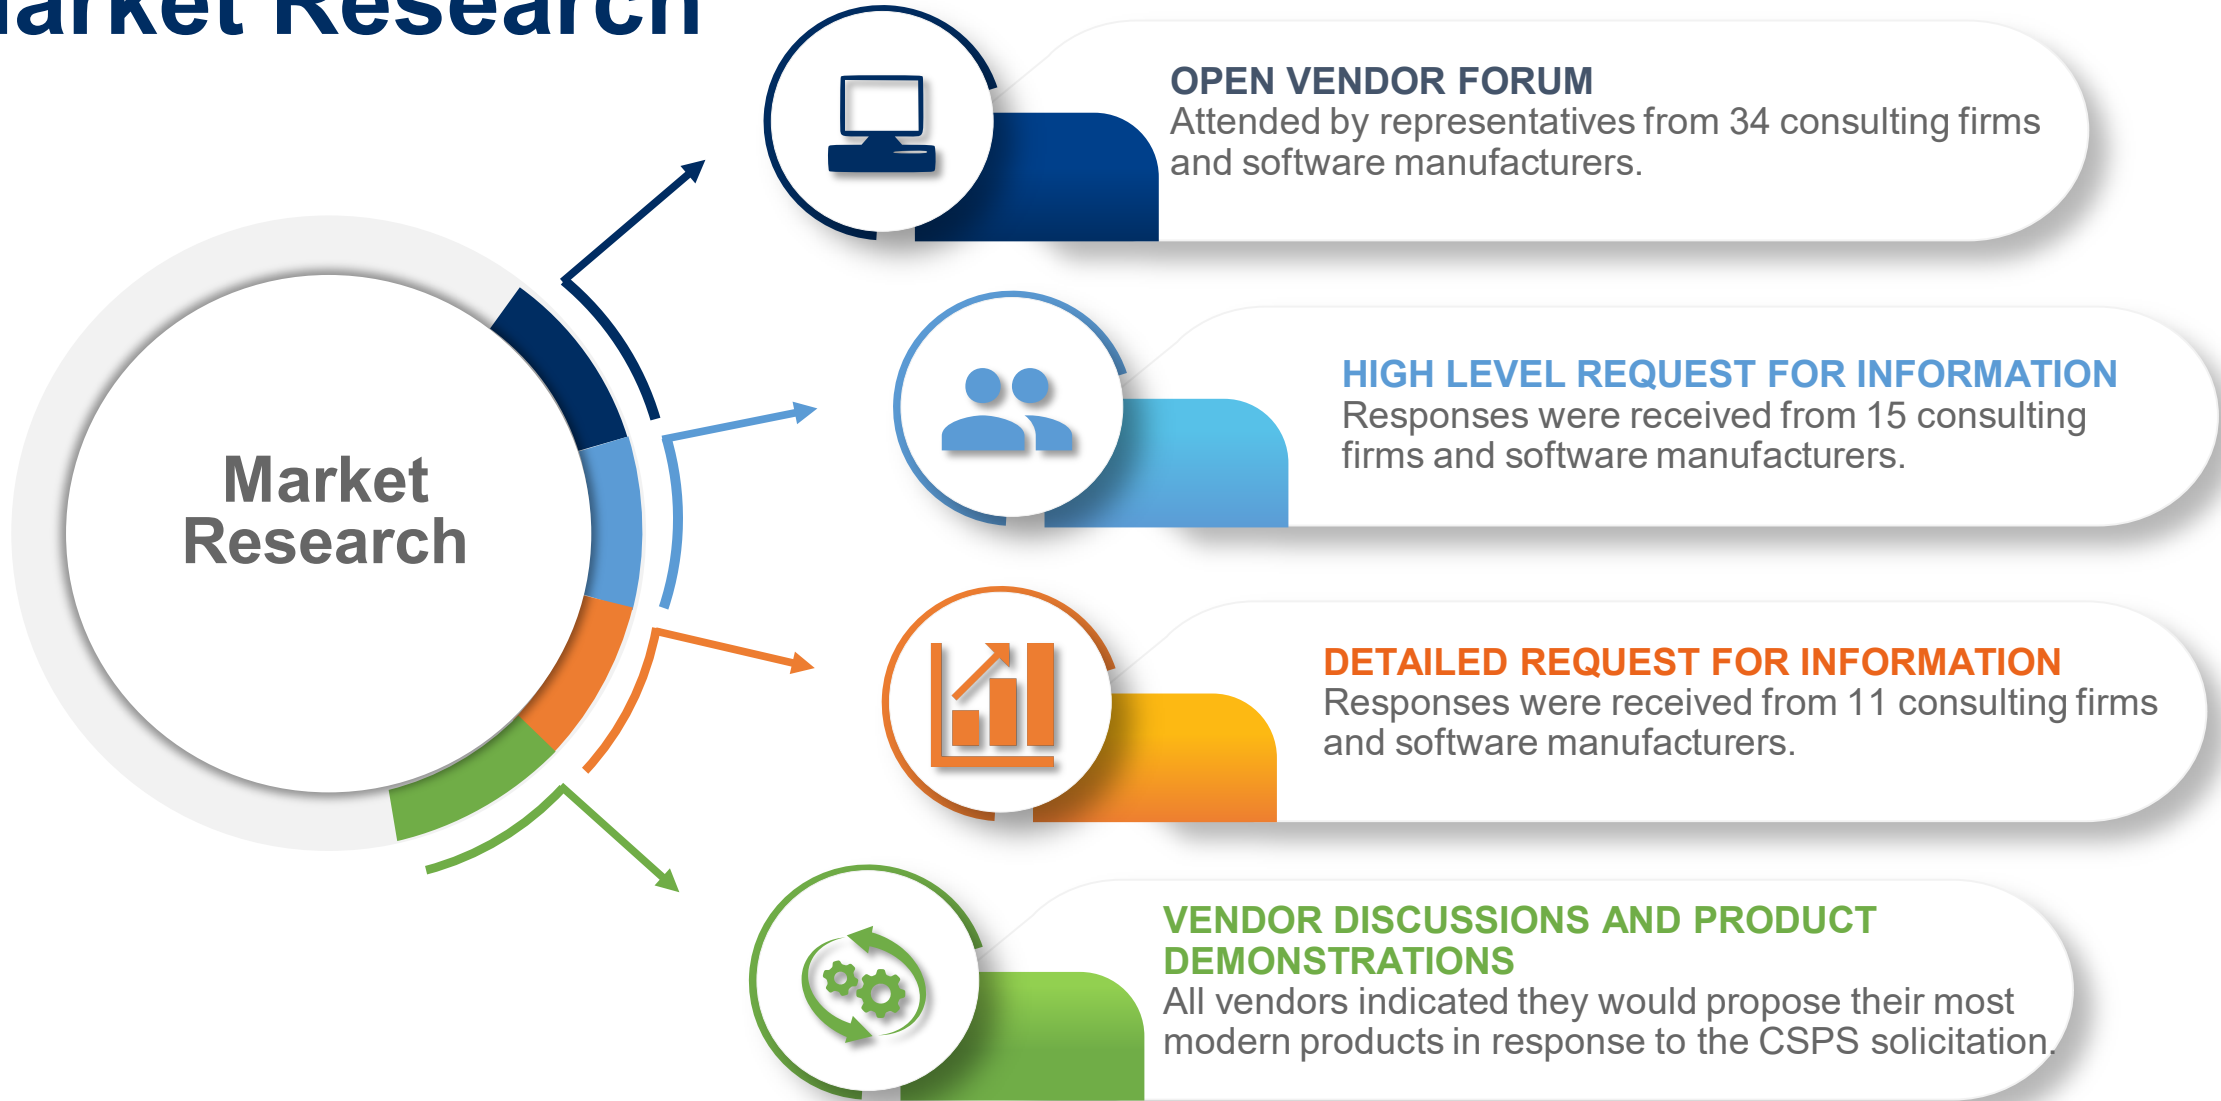 Market Research
OPEN VENDOR FORUM
Attended by representatives from 34 consulting firms
and software manufacturers.
HIGH LEVEL REQUEST FOR INFORMATION
Responses were received from 15 consulting
firms and software manufacturers.
Market
Research
DETAILED REQUEST FOR INFORMATION
Responses were received from 11 consulting firms
and software manufacturers.
VENDOR DISCUSSIONS AND PRODUCT
DEMONSTRATIONS
All vendors indicated they would propose their most
modern products in response to the CSPS solicitation.